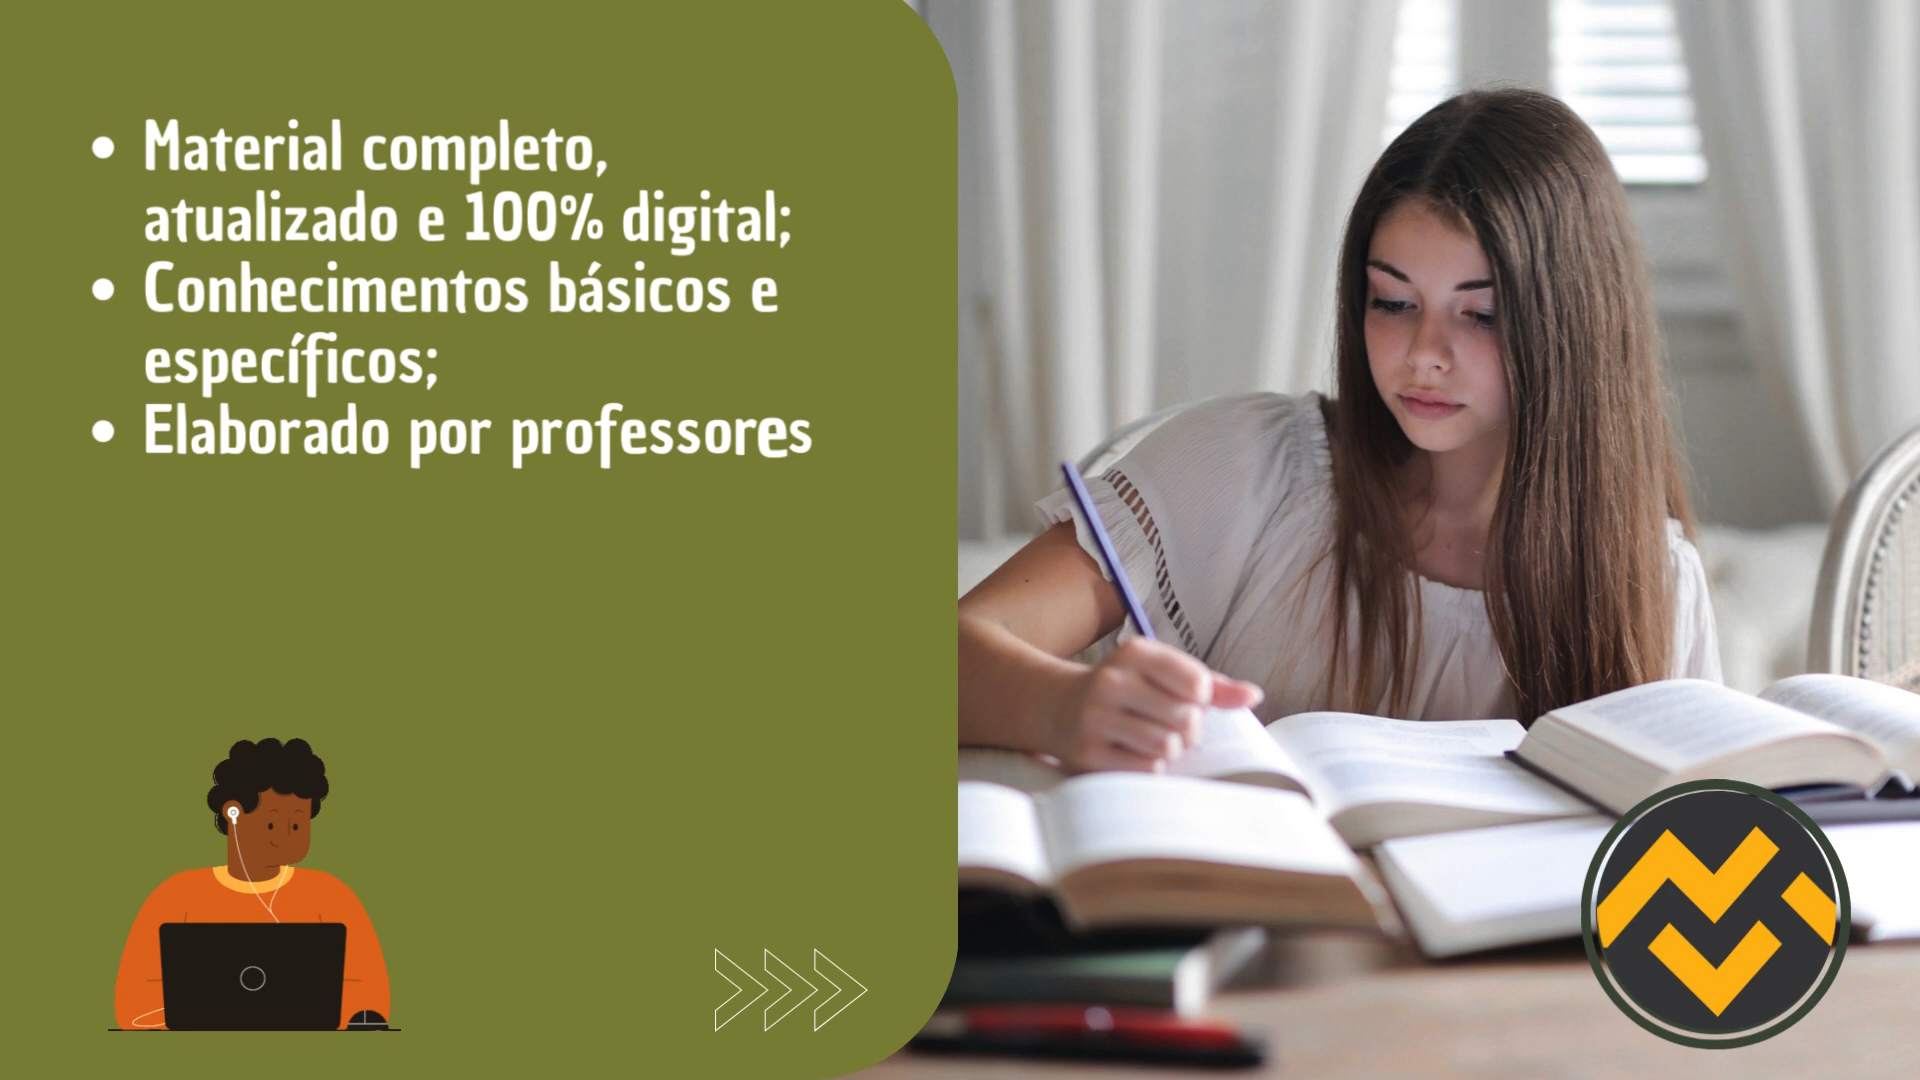 • Material completo,
atualizado e 100% digital;
• Conhecimentos básicos e
específicos;
• Elaborado por professores